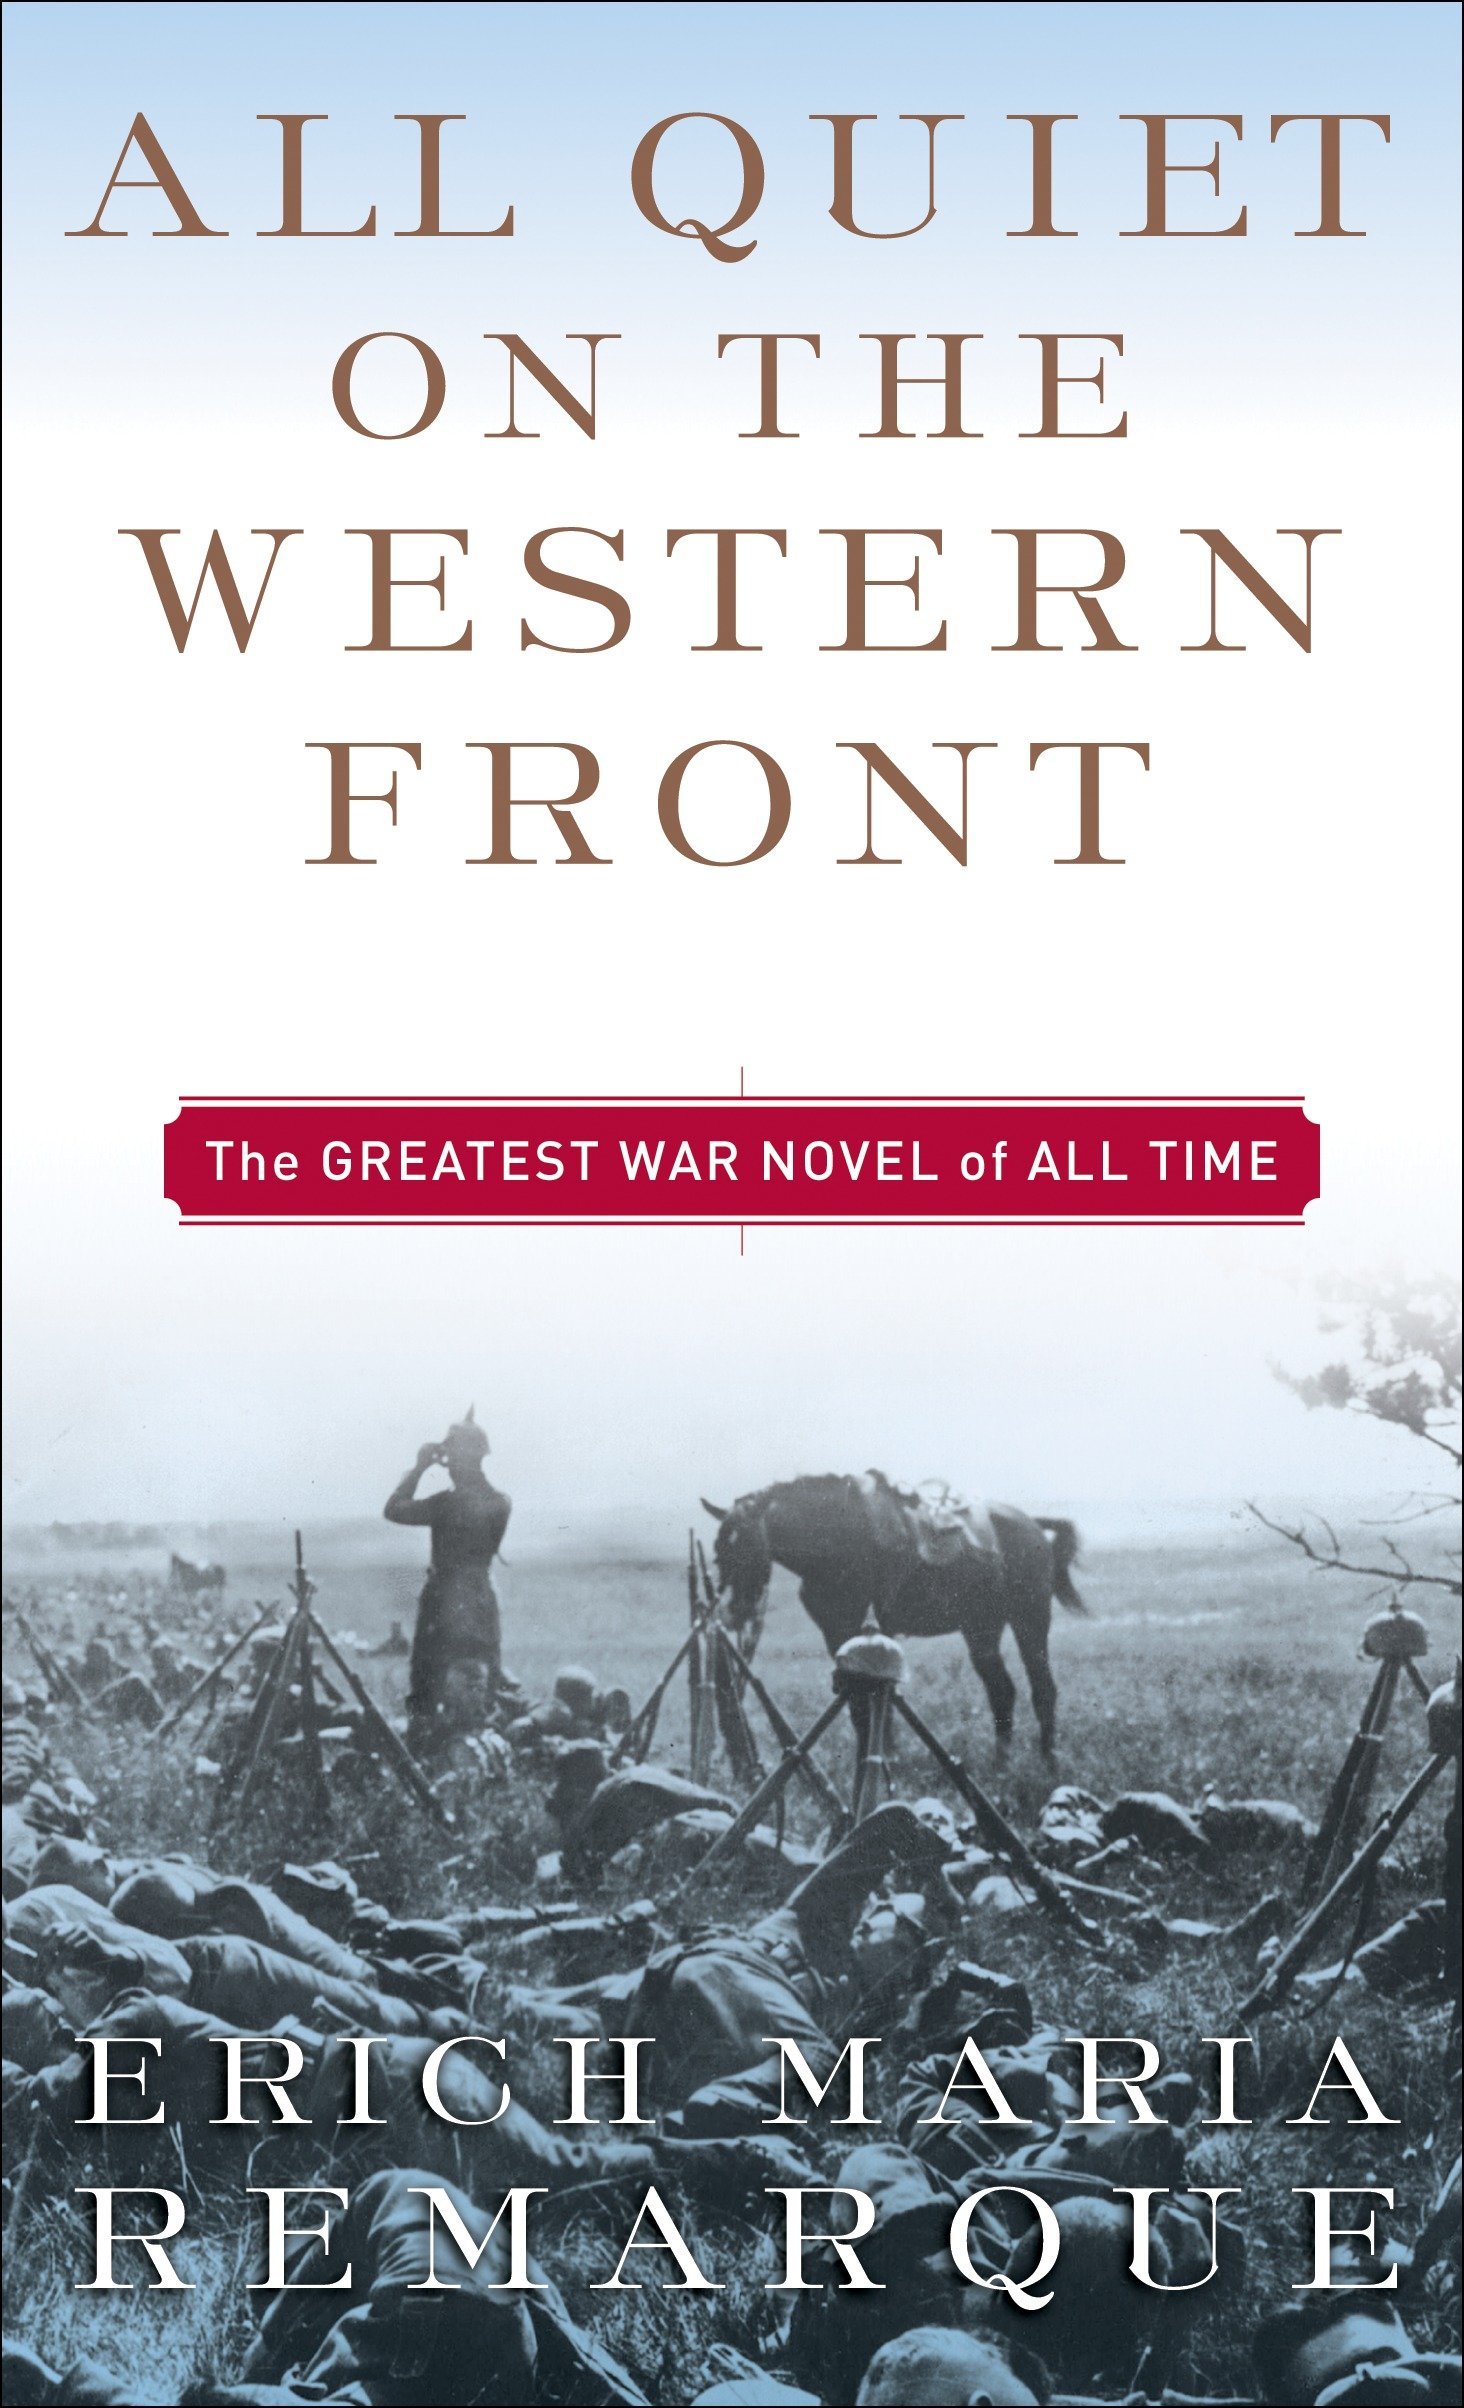 ALL QUIET
ON THE
WESTERN
FRONT
The GREATEST WAR NOVEL of ALL TIME
ERICH MARIA
REMARQUE